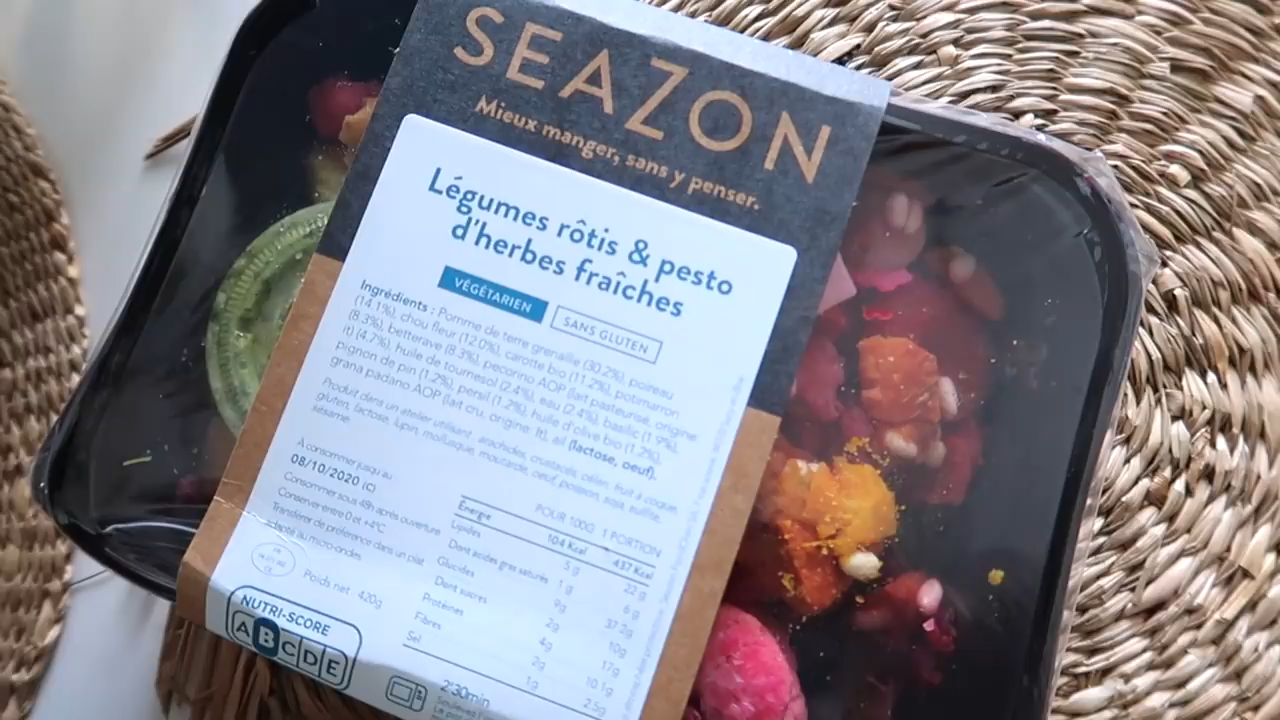 SEAZON
Mieux manger, sans y penser.
Légumes rôtis & pesto
d'herbes fraîches
VÉGÉTARIEN
SANS GLUTEN
Ingrédients : Pomme de terre grenaille (30.2%), poireau
(14.1%), chou fleur (12.0%), carotte bio (11.2%), potimarron
(8.3%), betterave (8.3%), pecorino AOP (lait pasteurisé, origine:
It) (4.7%), huile de tournesol (2.4%), eau (2.4%), basilic (1.9%),
pignon de pin (1.2%), persil (1.2%), huile d'olive bio (1.2%),
grana padano AOP (lait cru, origine: It), ail (lactose, oeuf).
Produit dans un atelier utilisant : arachides, crustacés, céleri, fruit à coque,
gluten, lactose, lupin, mollusque, moutarde, oeuf, poisson, soja, sulfite,
sésame.
À consommer jusqu'au
08/10/2020 (C)
Consommer sous 48h après ouverture
Conserver entre 0 et +4°C
Transférer de préférence dans un plat
adapté au micro-ondes
Poids net 420g
POUR 100G 1 PORTION
Energie 104 Kcal 437 Kcal
Lipides 5 g 22 g
Dont acides gras saturés 1 g 6 g
Glucides 9g 37.2g
Dont sucres 2g 10g
Protéines 4g 17g
Fibres 2g 10.1g
Sel 1g 2.5g
NUTRI-SCORE
A B C D E
2'30min